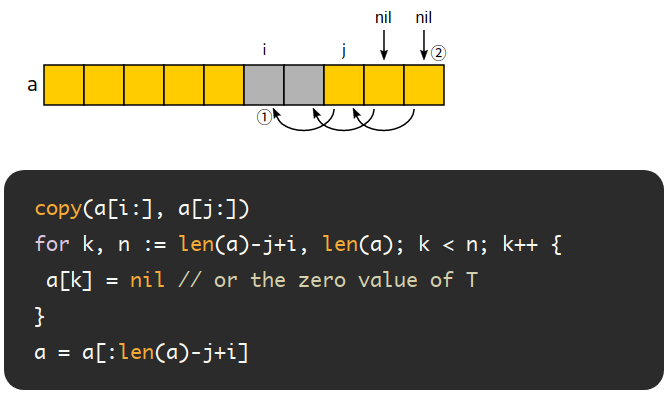 nil nil
i j ②
a
①
copy(a[i:], a[j:])
for k, n := len(a)-j+i, len(a); k < n; k++ {
 a[k] = nil // or the zero value of T
}
a = a[:len(a)-j+i]